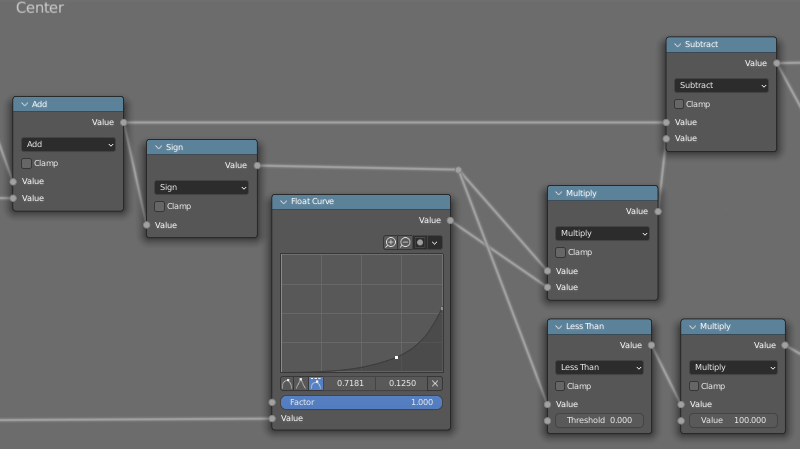 Center
Subtract
Value
Subtract
Clamp
Value
Value
Add
Value
Add
Clamp
Value
Value
Sign
Value
Sign
Clamp
Value
Float Curve
Value
0.7181 0.1250
Factor 1.000
Value
Multiply
Value
Multiply
Clamp
Value
Value
Less Than
Value
Less Than
Clamp
Value
Threshold 0.000
Multiply
Value
Multiply
Clamp
Value
Value 100.000